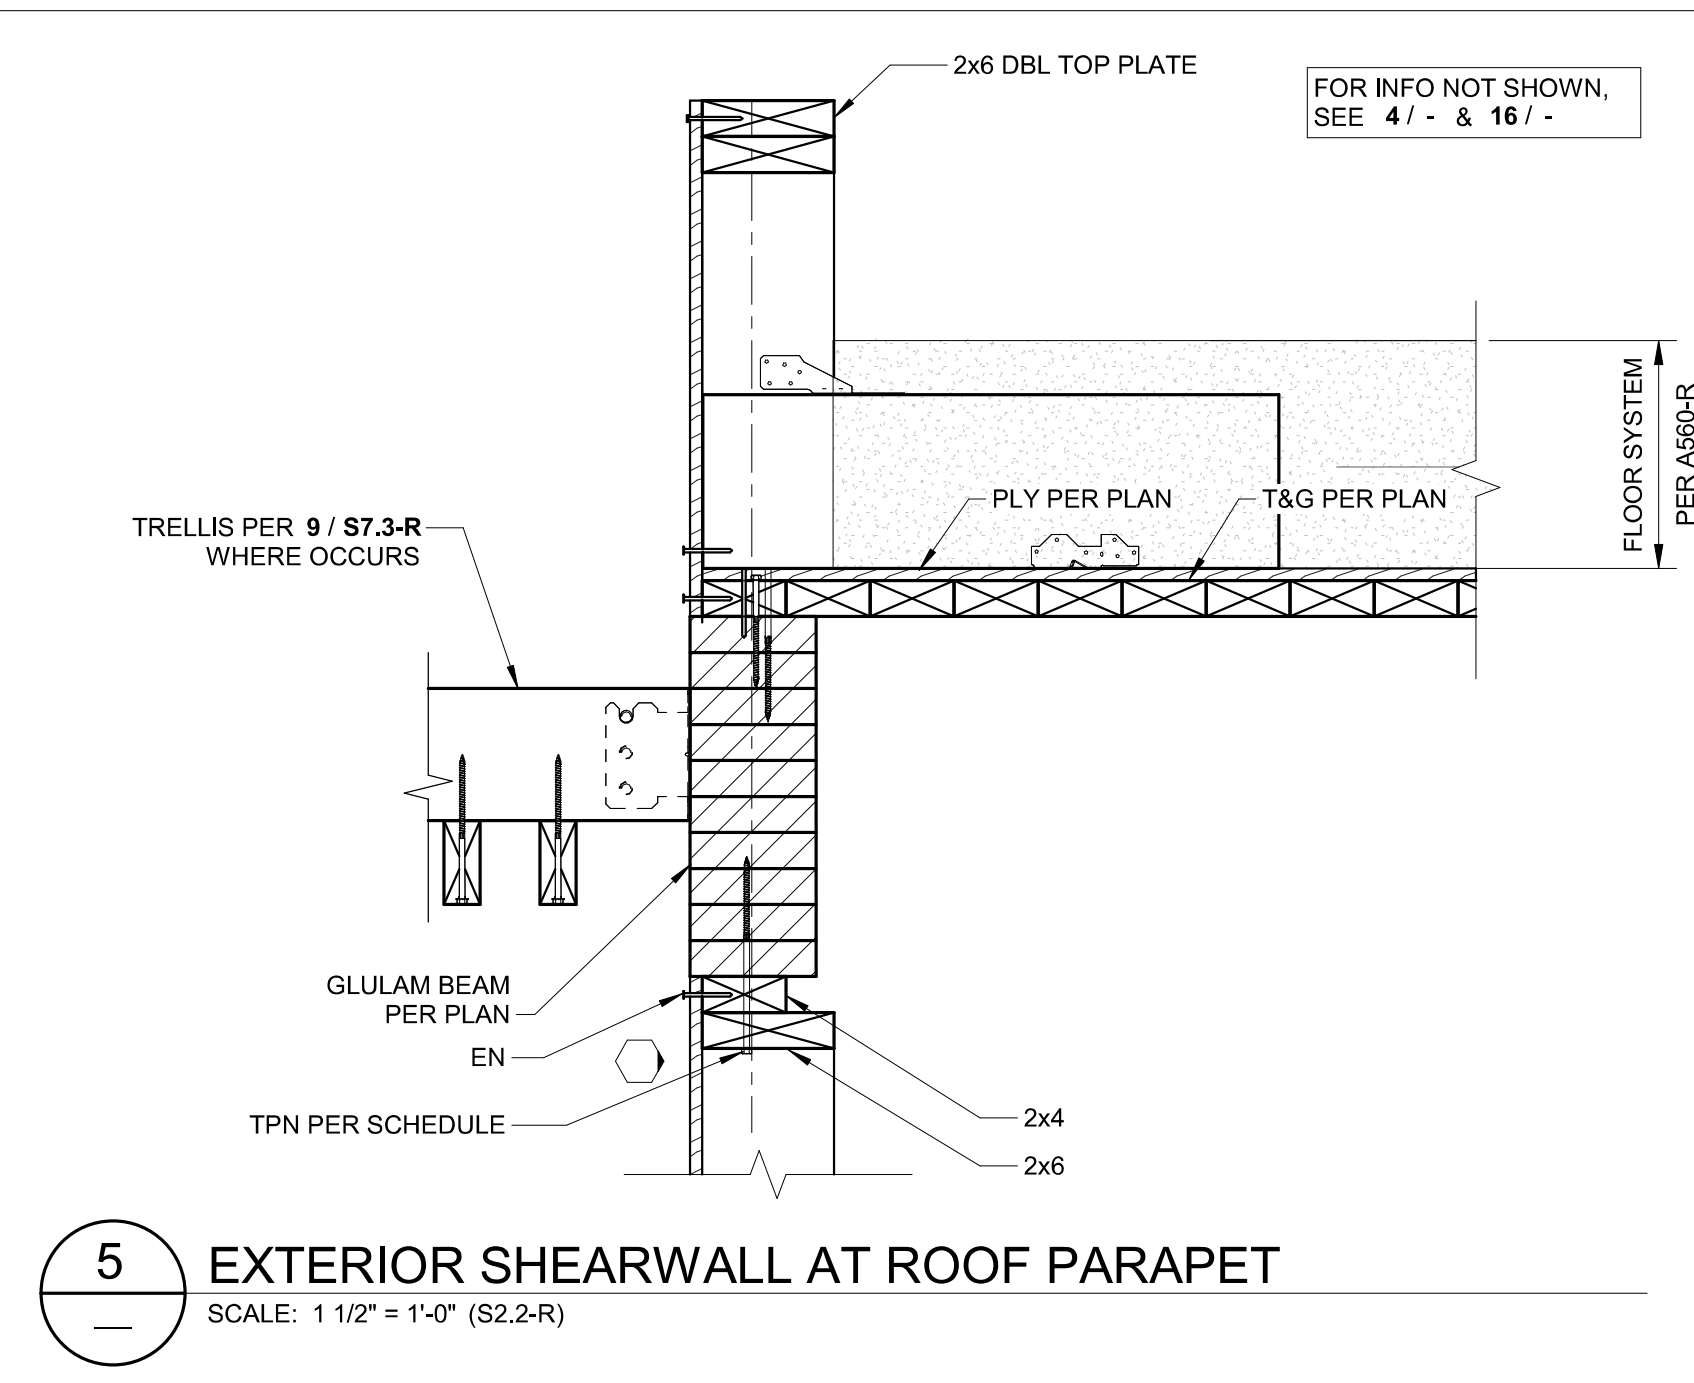 2x6 DBL TOP PLATE
FOR INFO NOT SHOWN,
SEE 4 / - & 16 / -
FLOOR SYSTEM
PER A560-R
PLY PER PLAN
T&G PER PLAN
TRELLIS PER 9 / S7.3-R
WHERE OCCURS
GLULAM BEAM
PER PLAN
EN
TPN PER SCHEDULE
2x4
2x6
5
EXTERIOR SHEARWALL AT ROOF PARAPET
SCALE: 1 1/2" = 1'-0" (S2.2-R)